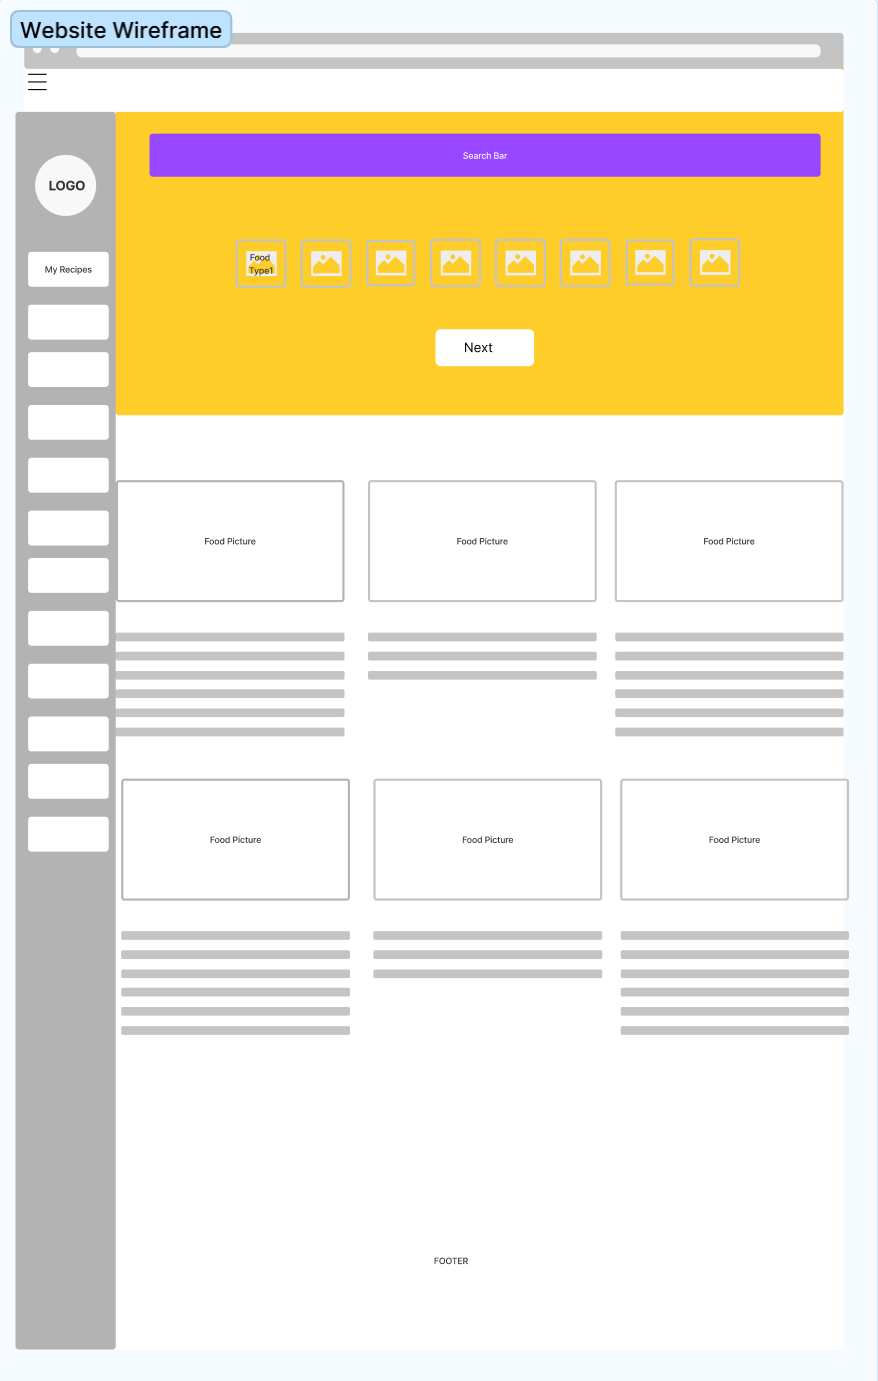 Website Wireframe
Search Bar
LOGO
My Recipes
Food
Type1
Next
Food Picture
Food Picture
Food Picture
Food Picture
Food Picture
Food Picture
FOOTER